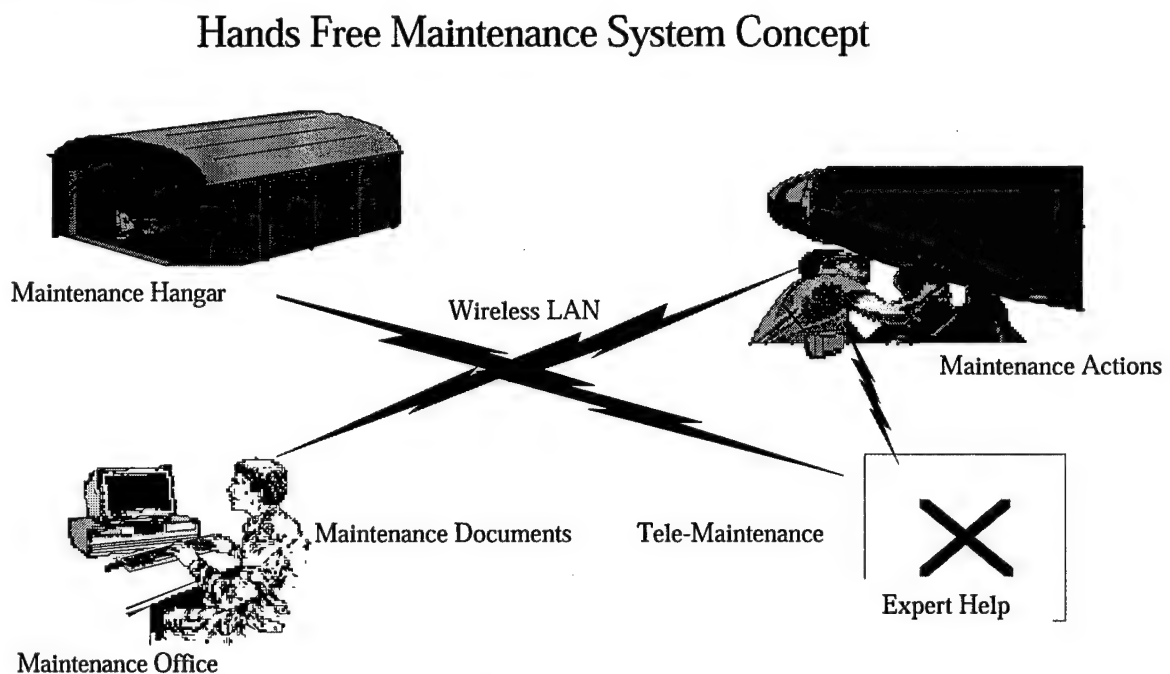 Hands Free Maintenance System Concept
Maintenance Hangar
Wireless LAN
Maintenance Actions
Maintenance Documents
Tele-Maintenance
Expert Help
Maintenance Office